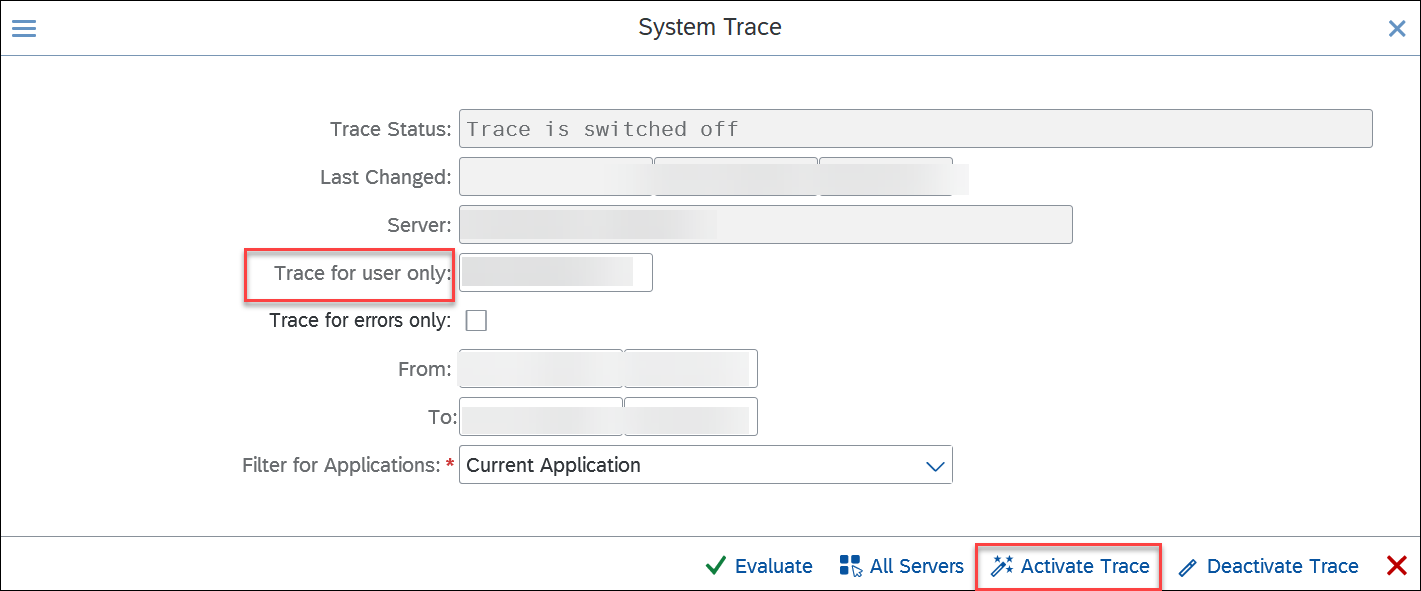 System Trace
Trace Status: Trace is switched off
Last Changed:
Server:
Trace for user only:
Trace for errors only:
From:
To:
Filter for Applications: * Current Application
Evaluate All Servers Activate Trace Deactivate Trace